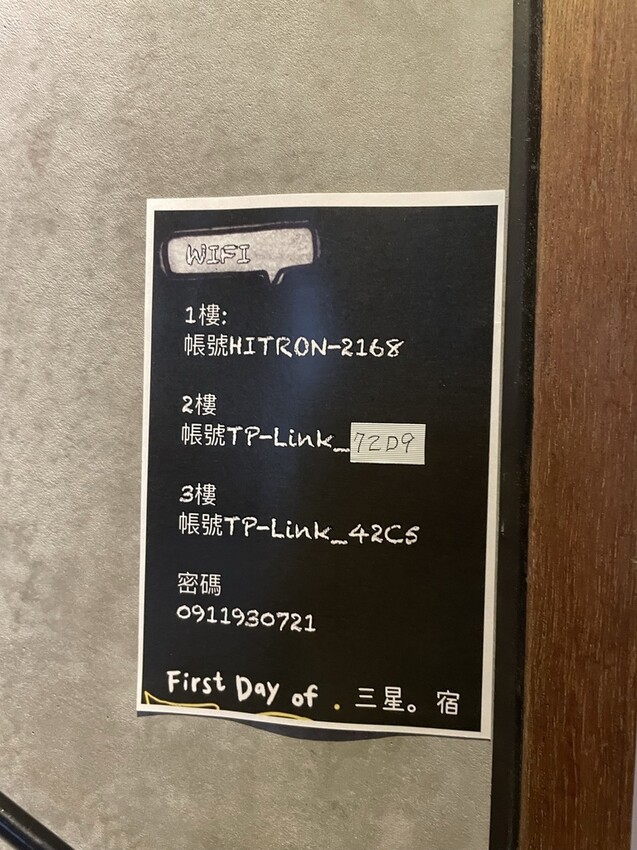 WIFI
1樓:
帳號HITRON-2168
2樓
帳號TP-Link_72D9
3樓
帳號TP-Link_42C5
密碼
0911930721
First Day of . 三星。宿